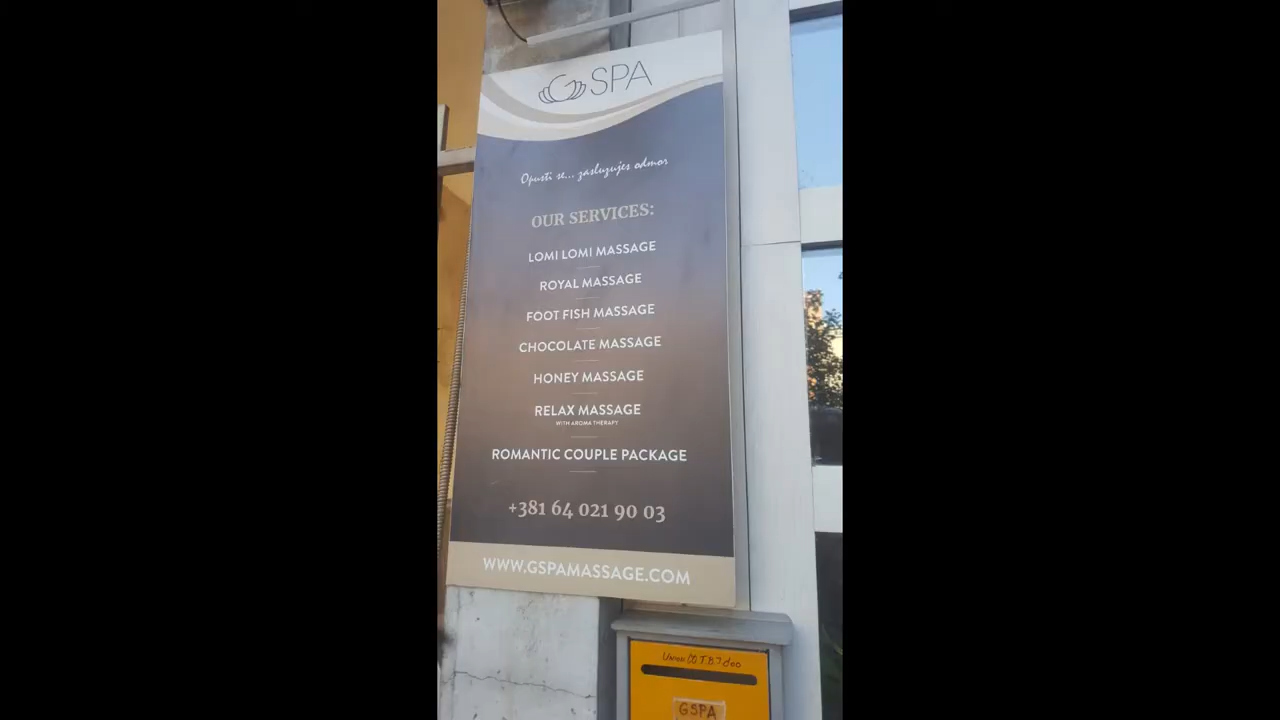 GSPA
Opusti se... zasluzujes odmor
OUR SERVICES:
LOMI LOMI MASSAGE
ROYAL MASSAGE
FOOT FISH MASSAGE
CHOCOLATE MASSAGE
HONEY MASSAGE
RELAX MASSAGE
WITH AROMA THERAPY
ROMANTIC COUPLE PACKAGE
+381 64 021 90 03
WWW.GSPAMASSAGE.COM
GSPA